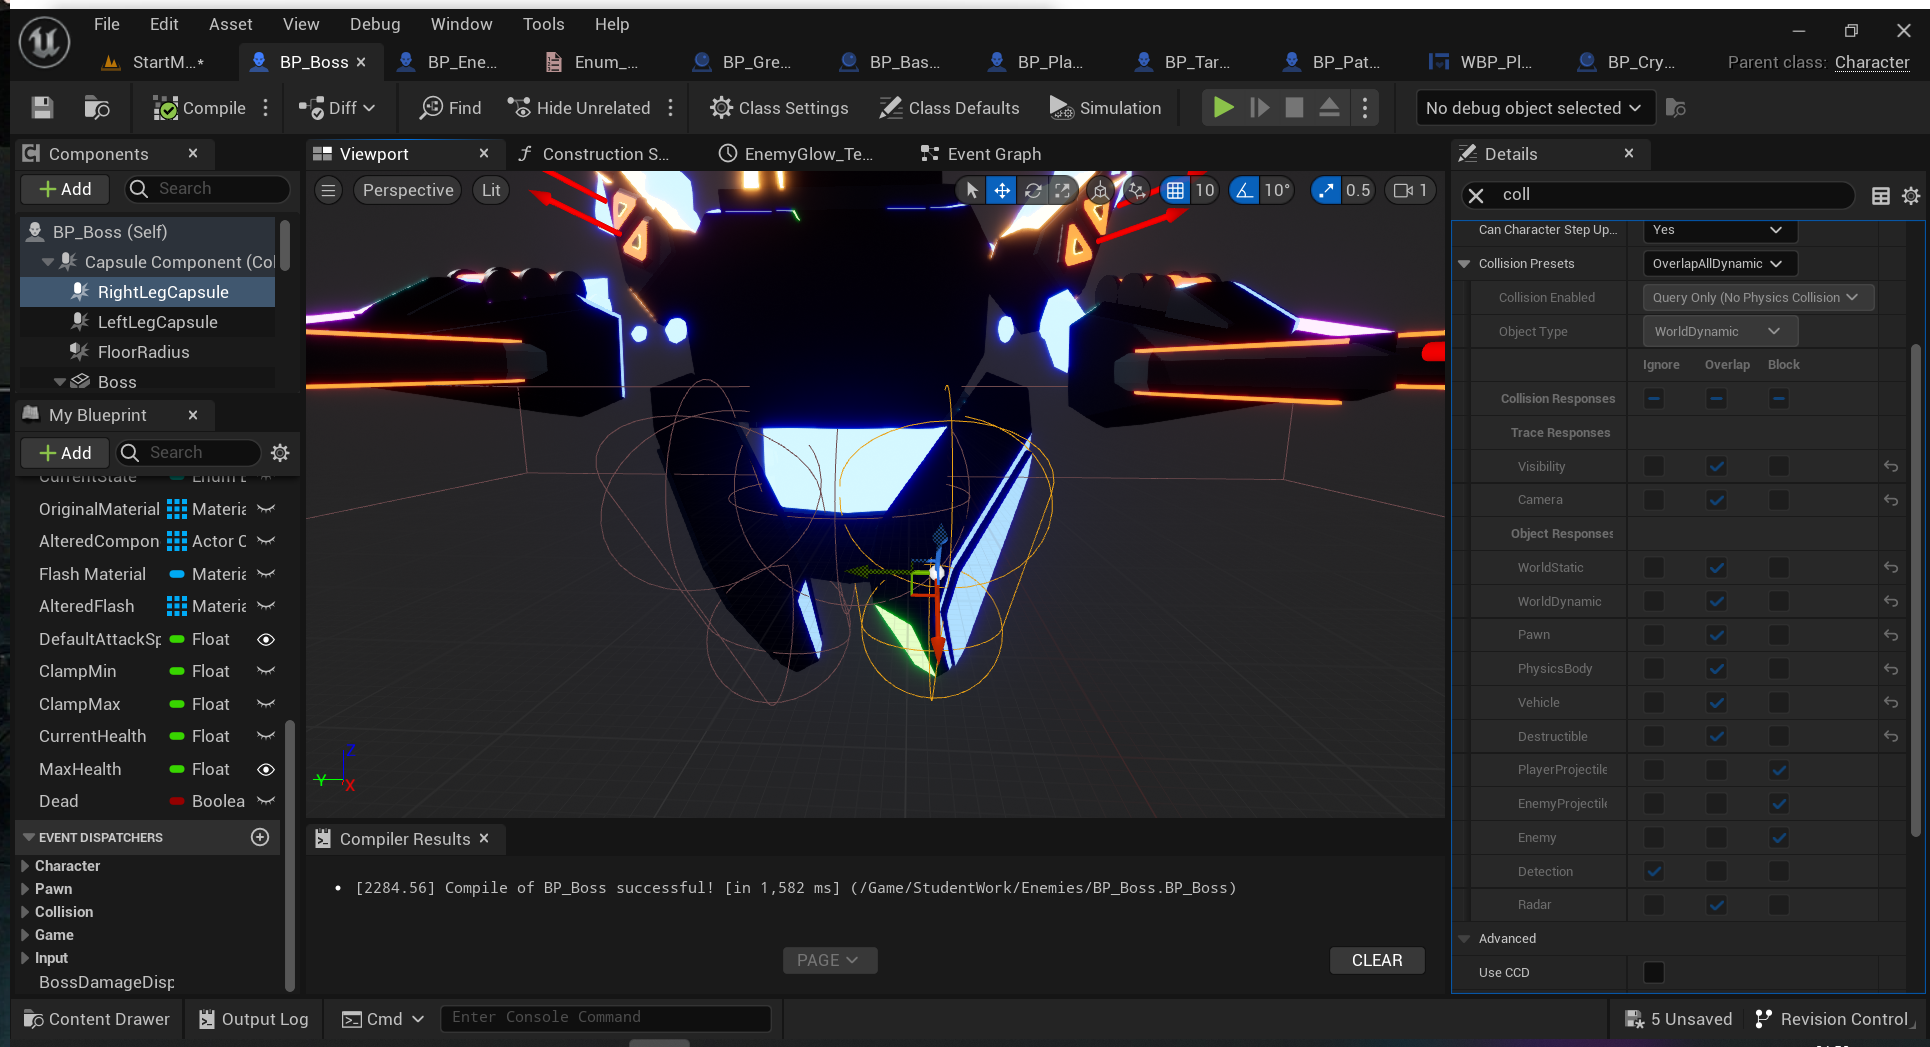 File Edit Asset View Debug Window Tools Help
StartM...* BP_Boss BP_Ene... Enum_... BP_Gre... BP_Bas... BP_Pla... BP_Tar... BP_Pat... WBP_Pl... BP_Cry... Parent class: Character
Compile Diff Find Hide Unrelated Class Settings Class Defaults Simulation No debug object selected
Components
Add Search
BP_Boss (Self)
Capsule Component (Col
RightLegCapsule
LeftLegCapsule
FloorRadius
Boss
My Blueprint
Add Search
CurrentState Enum E
OriginalMaterial Materia
AlteredCompon Actor C
Flash Material Materia
AlteredFlash Materia
DefaultAttackSp Float
ClampMin Float
ClampMax Float
CurrentHealth Float
MaxHealth Float
Dead Boolea
EVENT DISPATCHERS
Character
Pawn
Collision
Game
Input
BossDamageDisp
Viewport Construction S... EnemyGlow_Te... Event Graph
Perspective Lit 10 10° 0.5 1
Z
Y
X
Compiler Results
• [2284.56] Compile of BP_Boss successful! [in 1,582 ms] (/Game/StudentWork/Enemies/BP_Boss.BP_Boss)
PAGE CLEAR
Details
coll
Can Character Step Up... Yes
Collision Presets OverlapAllDynamic
Collision Enabled Query Only (No Physics Collision
Object Type WorldDynamic
Ignore Overlap Block
Collision Responses
Trace Responses
Visibility
Camera
Object Responses
WorldStatic
WorldDynamic
Pawn
PhysicsBody
Vehicle
Destructible
PlayerProjectile
EnemyProjectile
Enemy
Detection
Radar
Advanced
Use CCD
Content Drawer Output Log Cmd Enter Console Command 5 Unsaved Revision Control